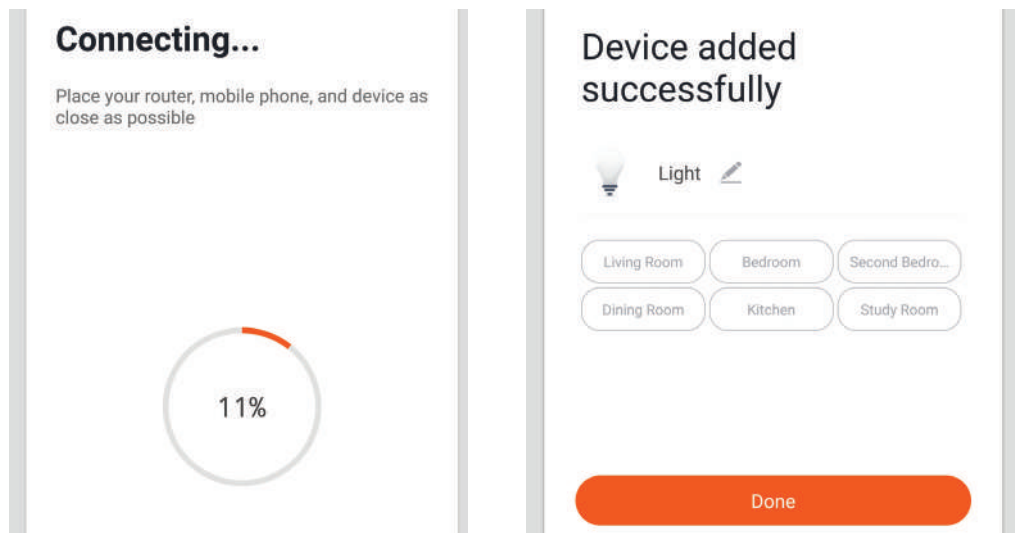 Connecting...
Place your router, mobile phone, and device as
close as possible
11%
Device added
successfully
Light
Living Room
Bedroom
Second Bedro...
Dining Room
Kitchen
Study Room
Done